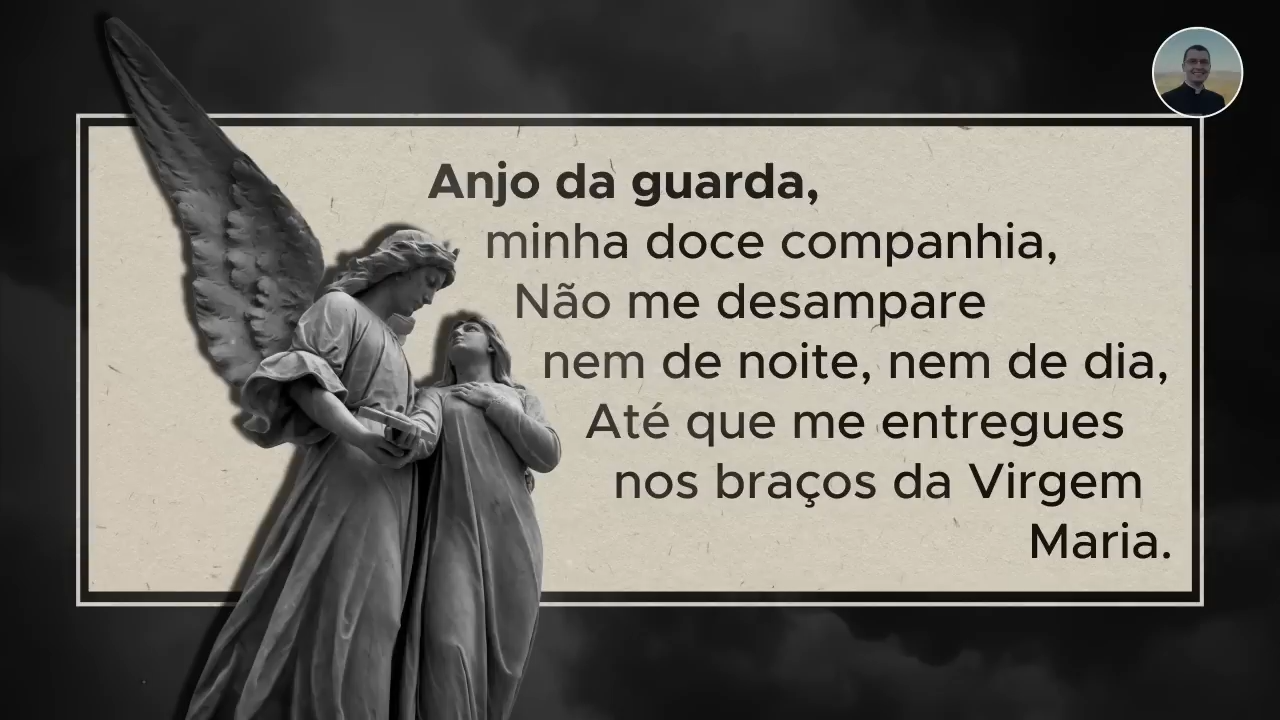 Anjo da guarda,
minha doce companhia,
Não me desampare
nem de noite, nem de dia,
Até que me entregues
nos braços da Virgem
Maria.